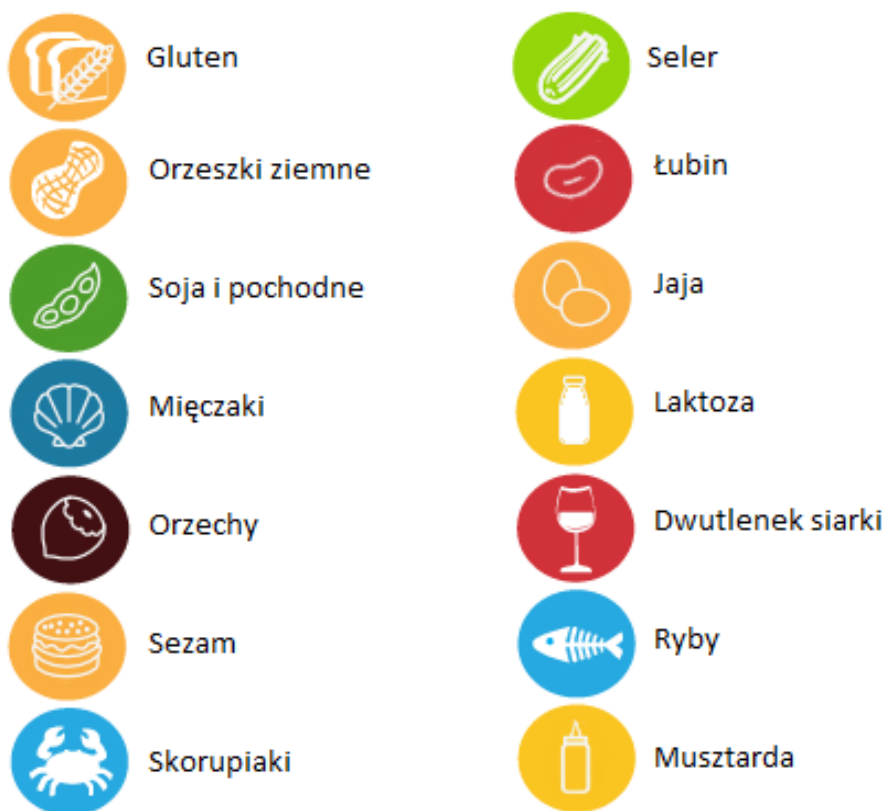 Gluten
Orzeszki ziemne
Soja i pochodne
Mięczaki
Orzechy
Sezam
Skorupiaki
Seler
Łubin
Jaja
Laktoza
Dwutlenek siarki
Ryby
Musztarda